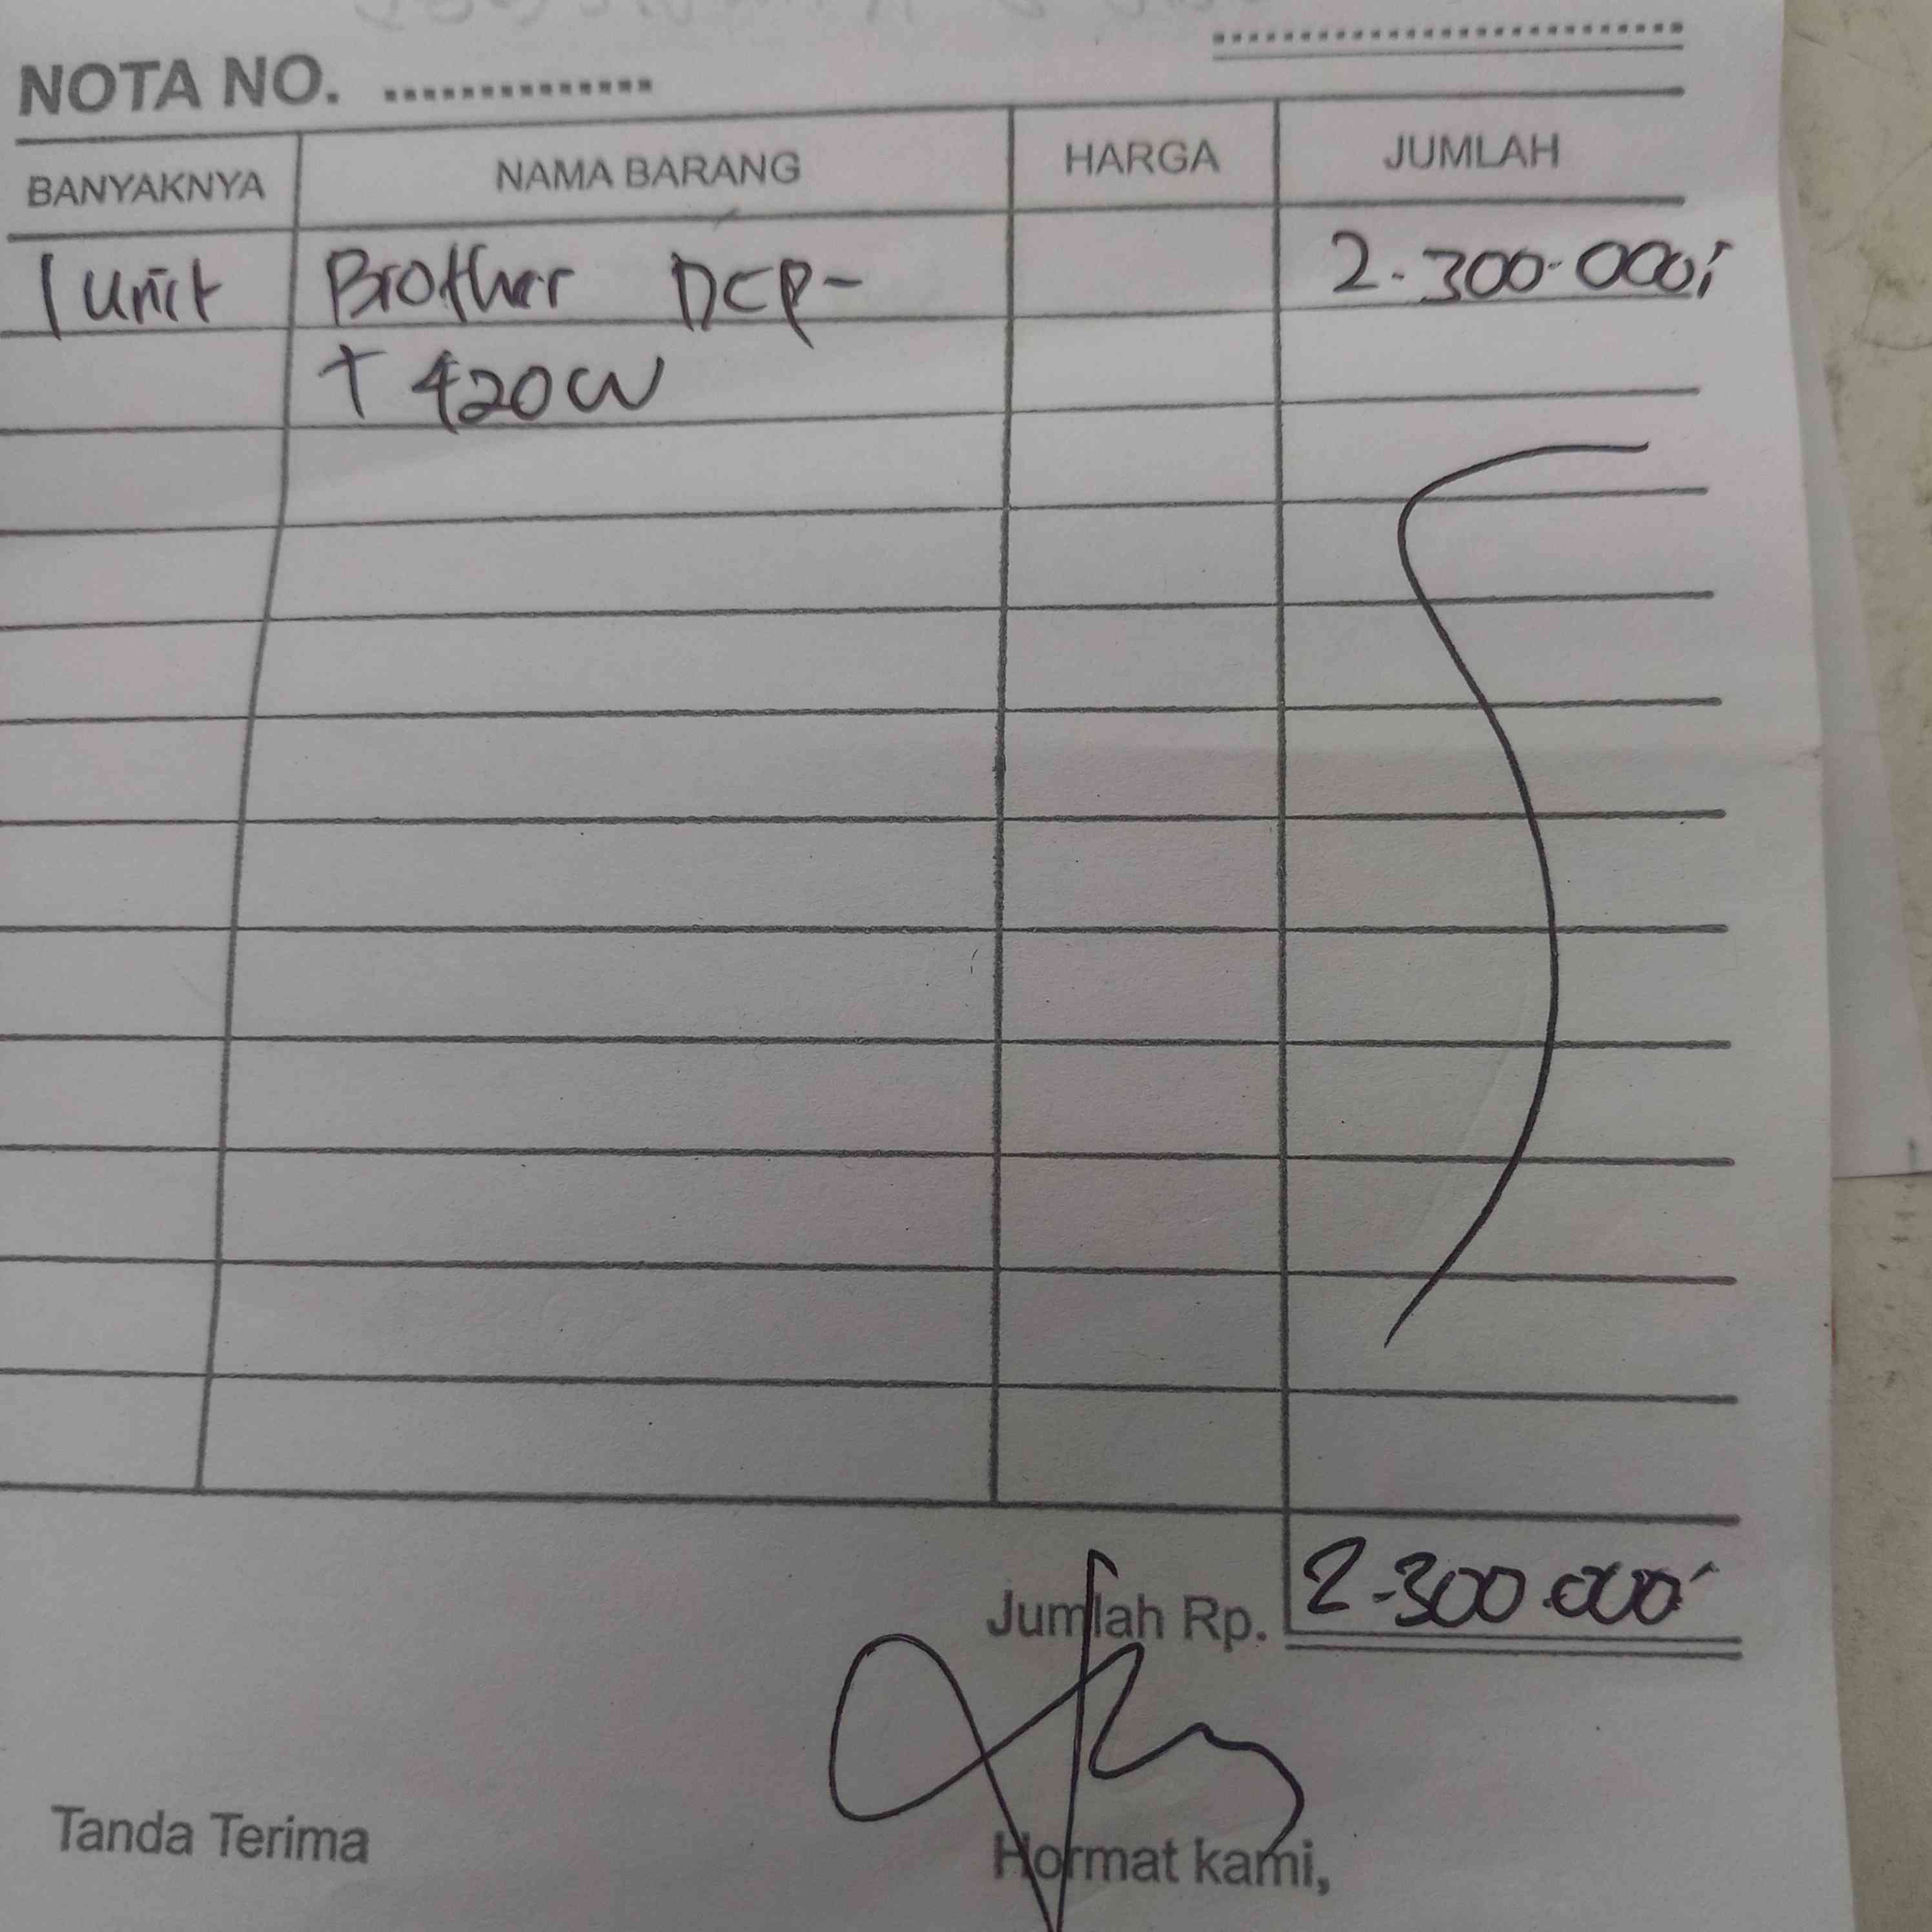 NOTA NO. ..............
BANYAKNYA NAMA BARANG HARGA JUMLAH
1 unit Brother DCP- 2.300.000,-
T 420W
Jumlah Rp. 2.300.000,-
Tanda Terima Hormat kami,